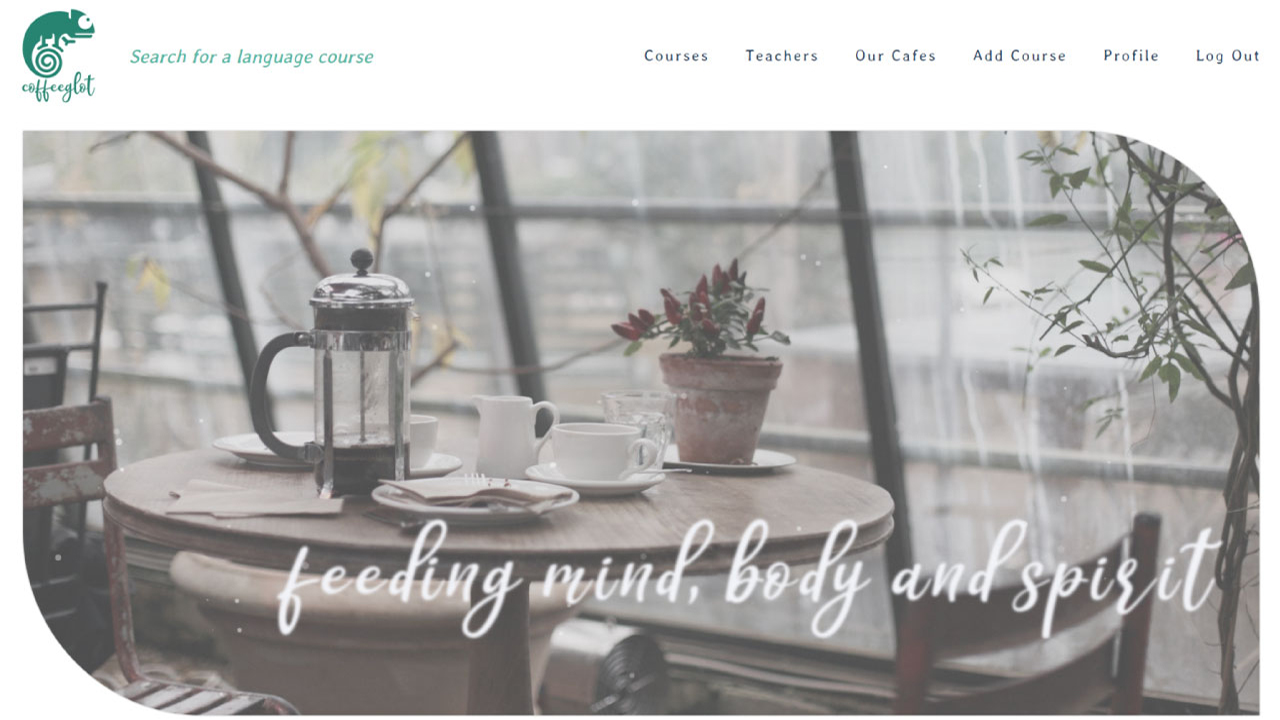 coffeeglot
Search for a language course
Courses Teachers Our Cafes Add Course Profile Log Out
feeding mind, body and spirit